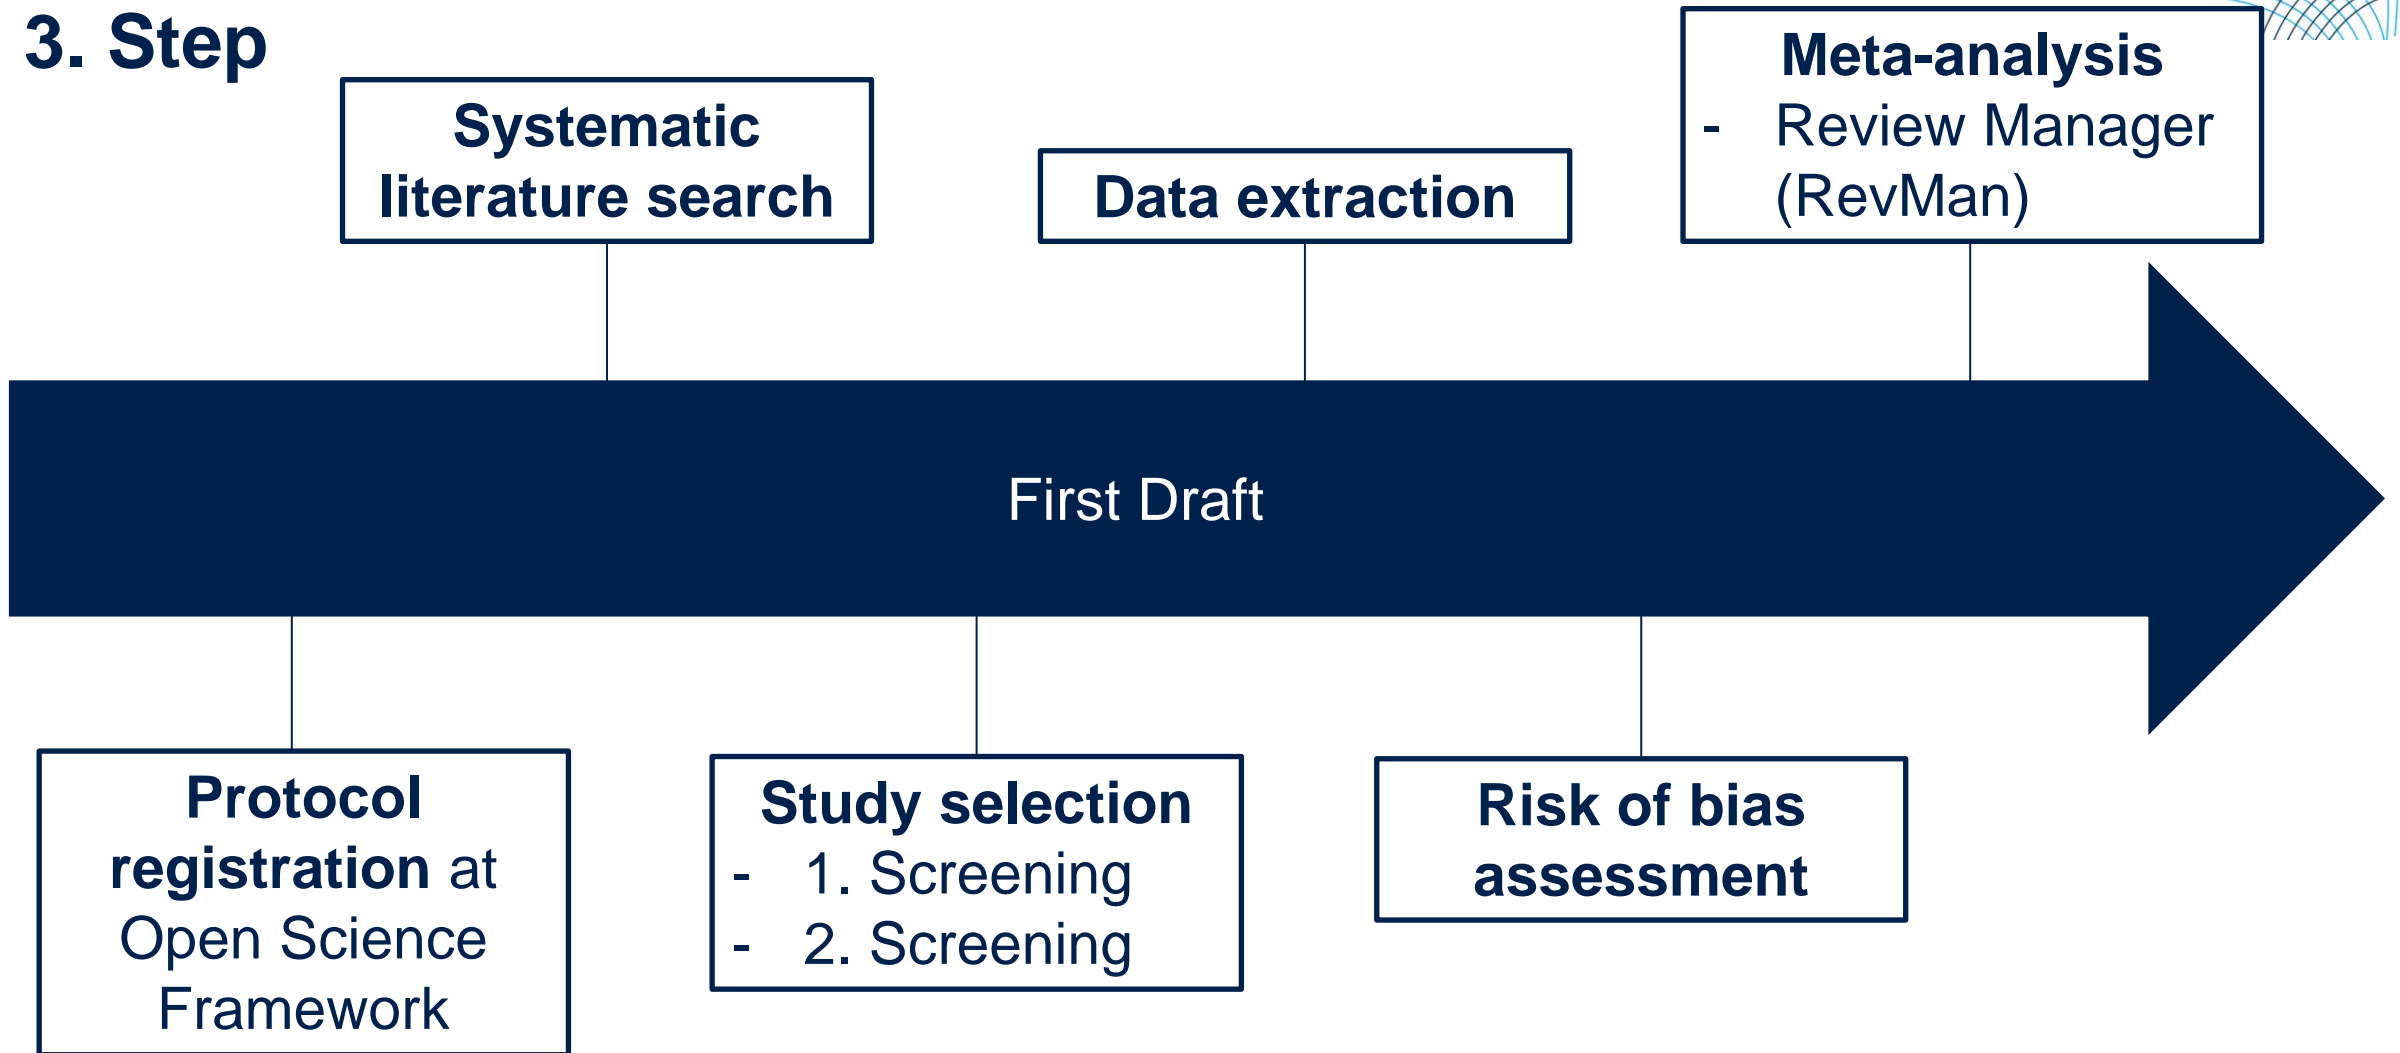 3. Step
Systematic
literature search
Data extraction
Meta-analysis
- Review Manager
(RevMan)
First Draft
Protocol
registration at
Open Science
Framework
Study selection
- 1. Screening
- 2. Screening
Risk of bias
assessment